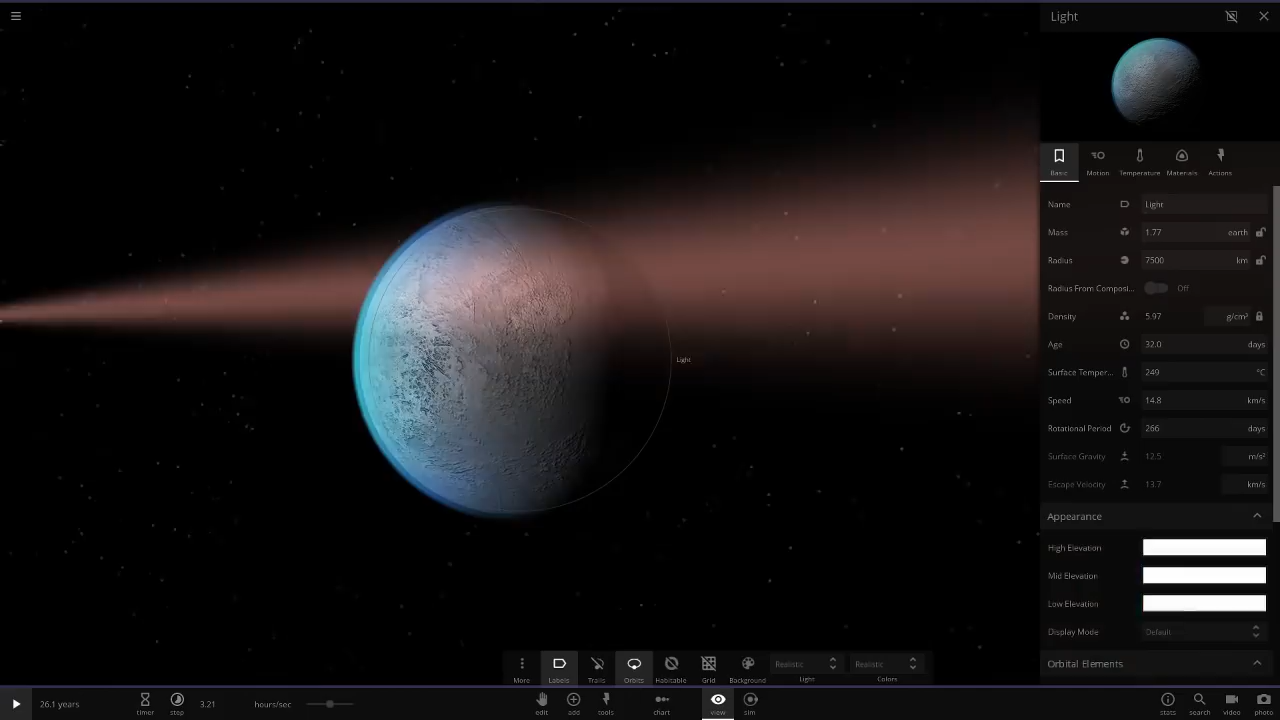 Light
Basic
Motion
Temperature
Materials
Actions
Name Light
Mass 1.77 earth
Radius 7500 km
Radius From Composi... Off
Density 5.97 g/cm³
Age 32.0 days
Surface Temper... 249 °C
Speed 14.8 km/s
Rotational Period 266 days
Surface Gravity 12.5 m/s²
Escape Velocity 13.7 km/s
Appearance
High Elevation
Mid Elevation
Low Elevation
Display Mode Default
Orbital Elements
Light
More
Labels
Trails
Orbits
Habitable
Grid
Background
Realistic
Light
Realistic
Colors
26.1 years
timer
step
3.21 hours/sec
edit
add
tools
chart
view
sim
stats
search
video
photo